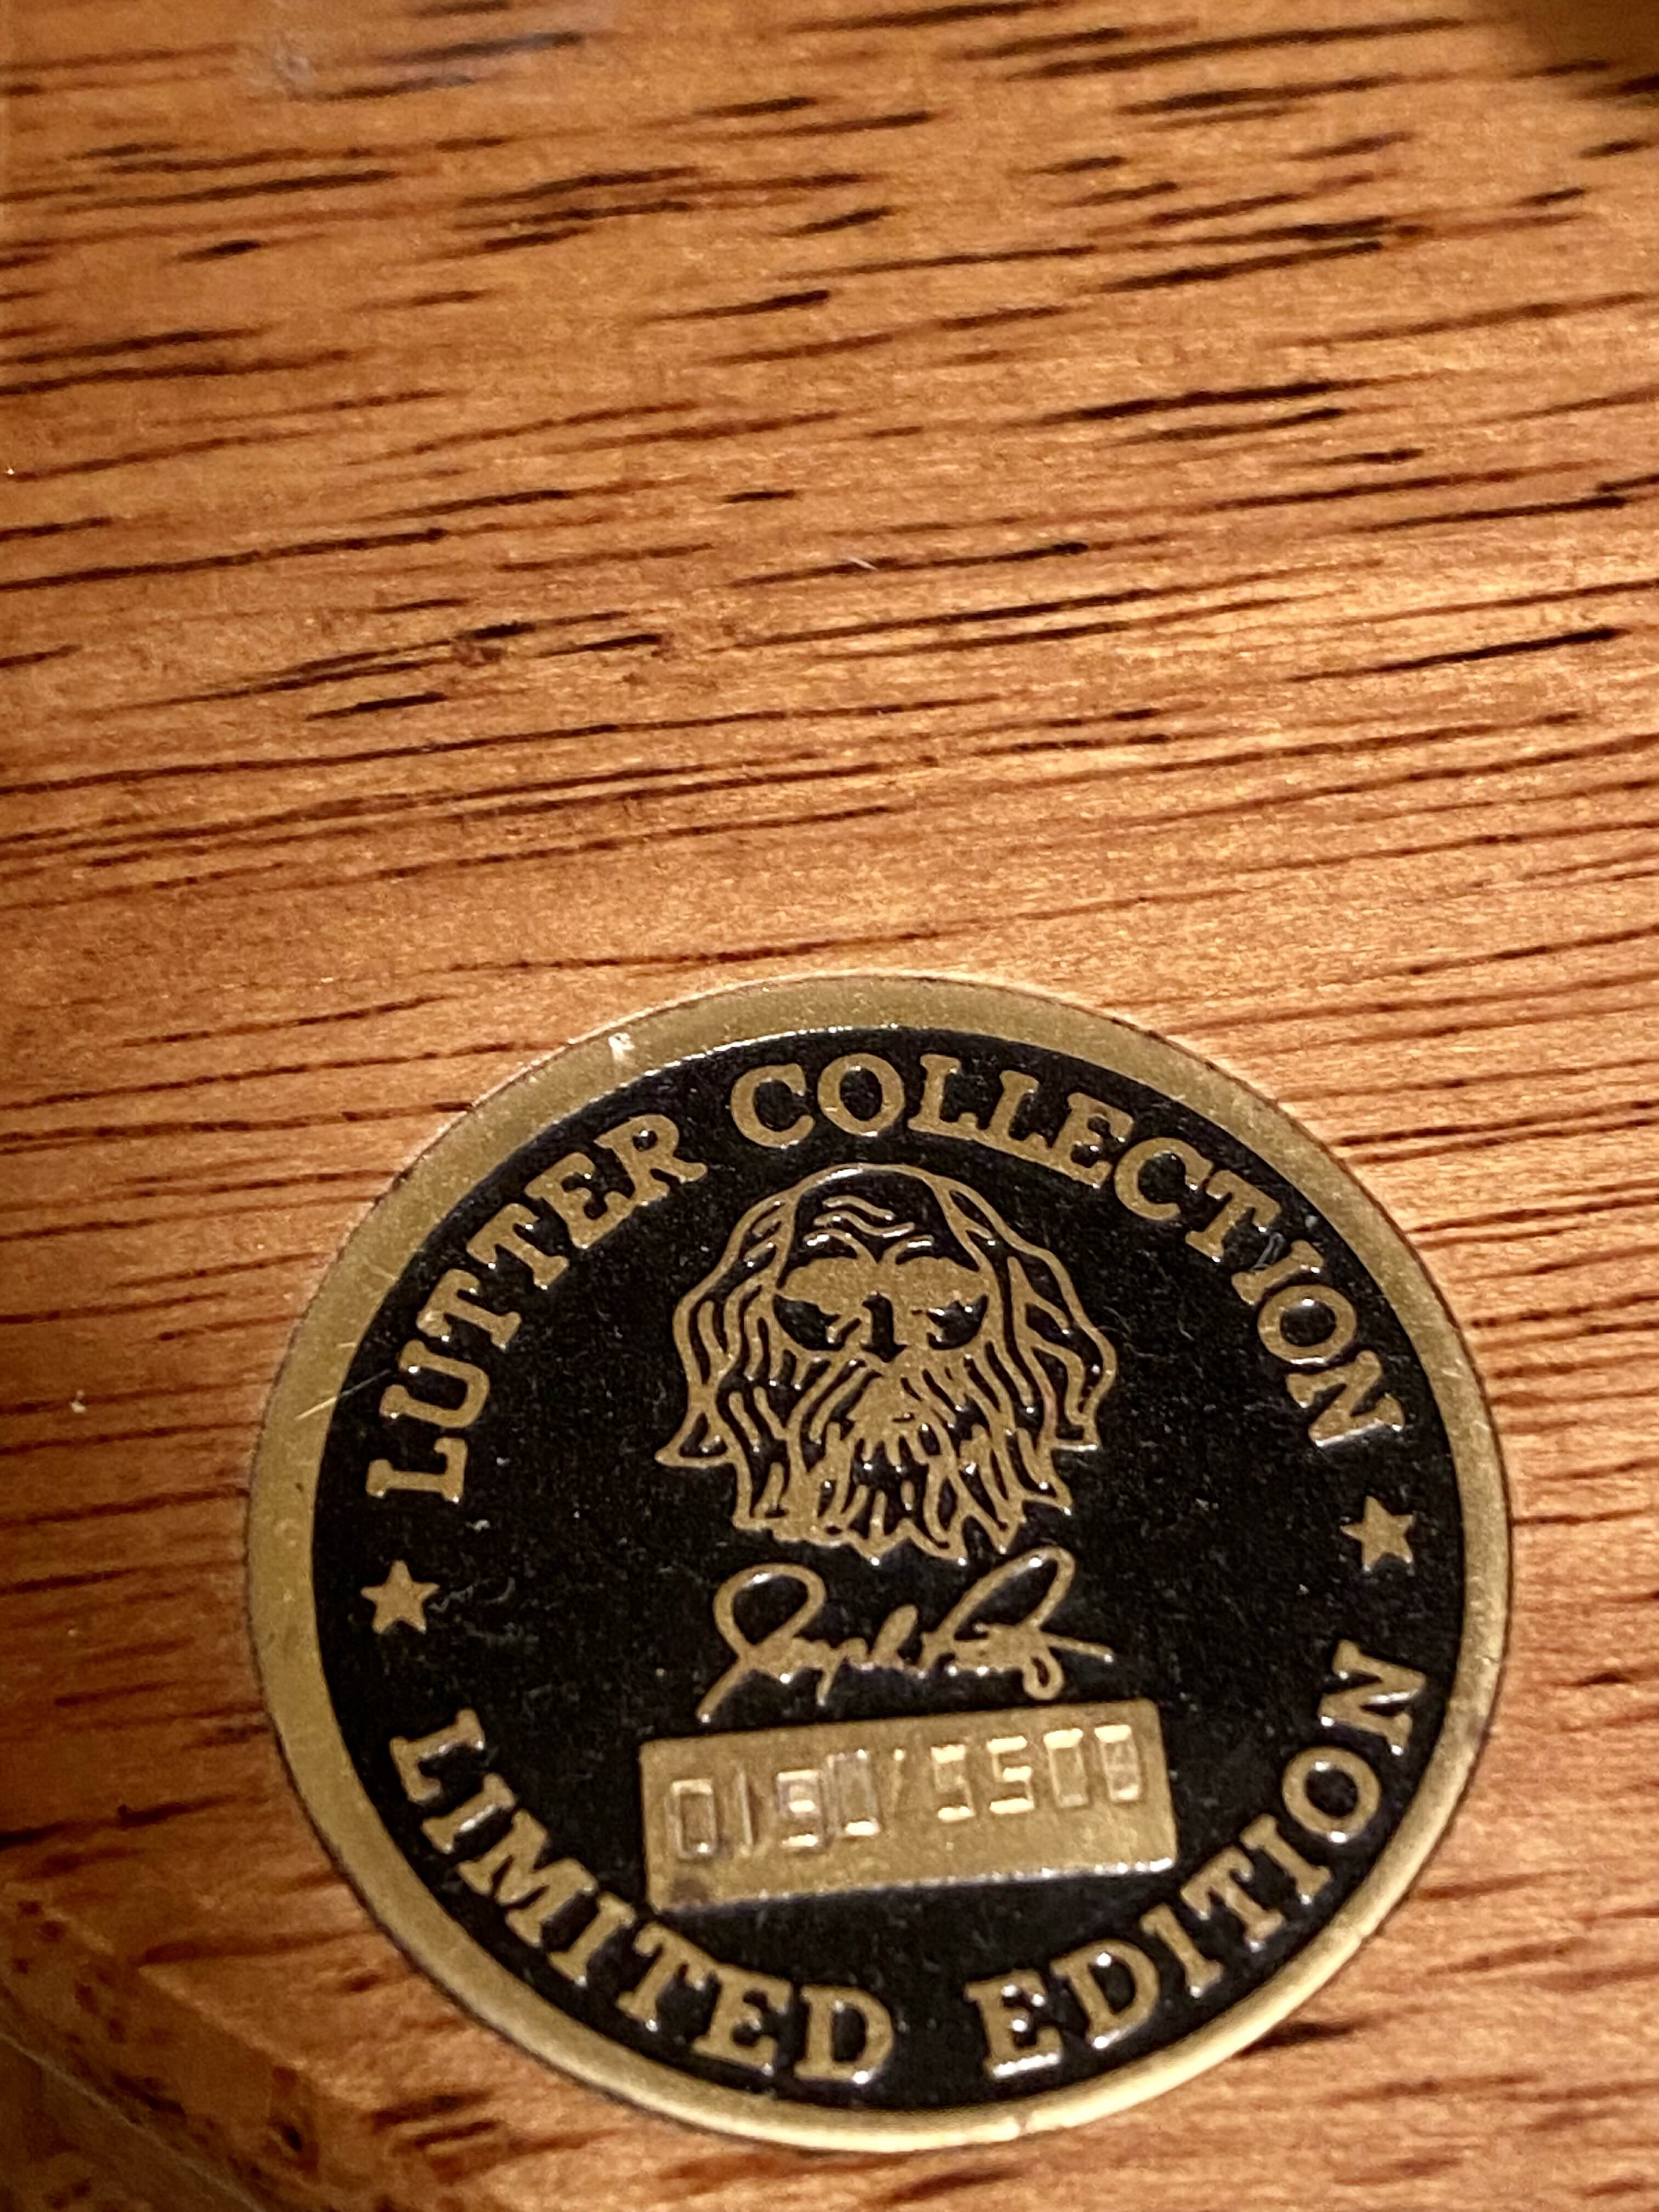 LUTTER COLLECTION
0190/5500
LIMITED EDITION